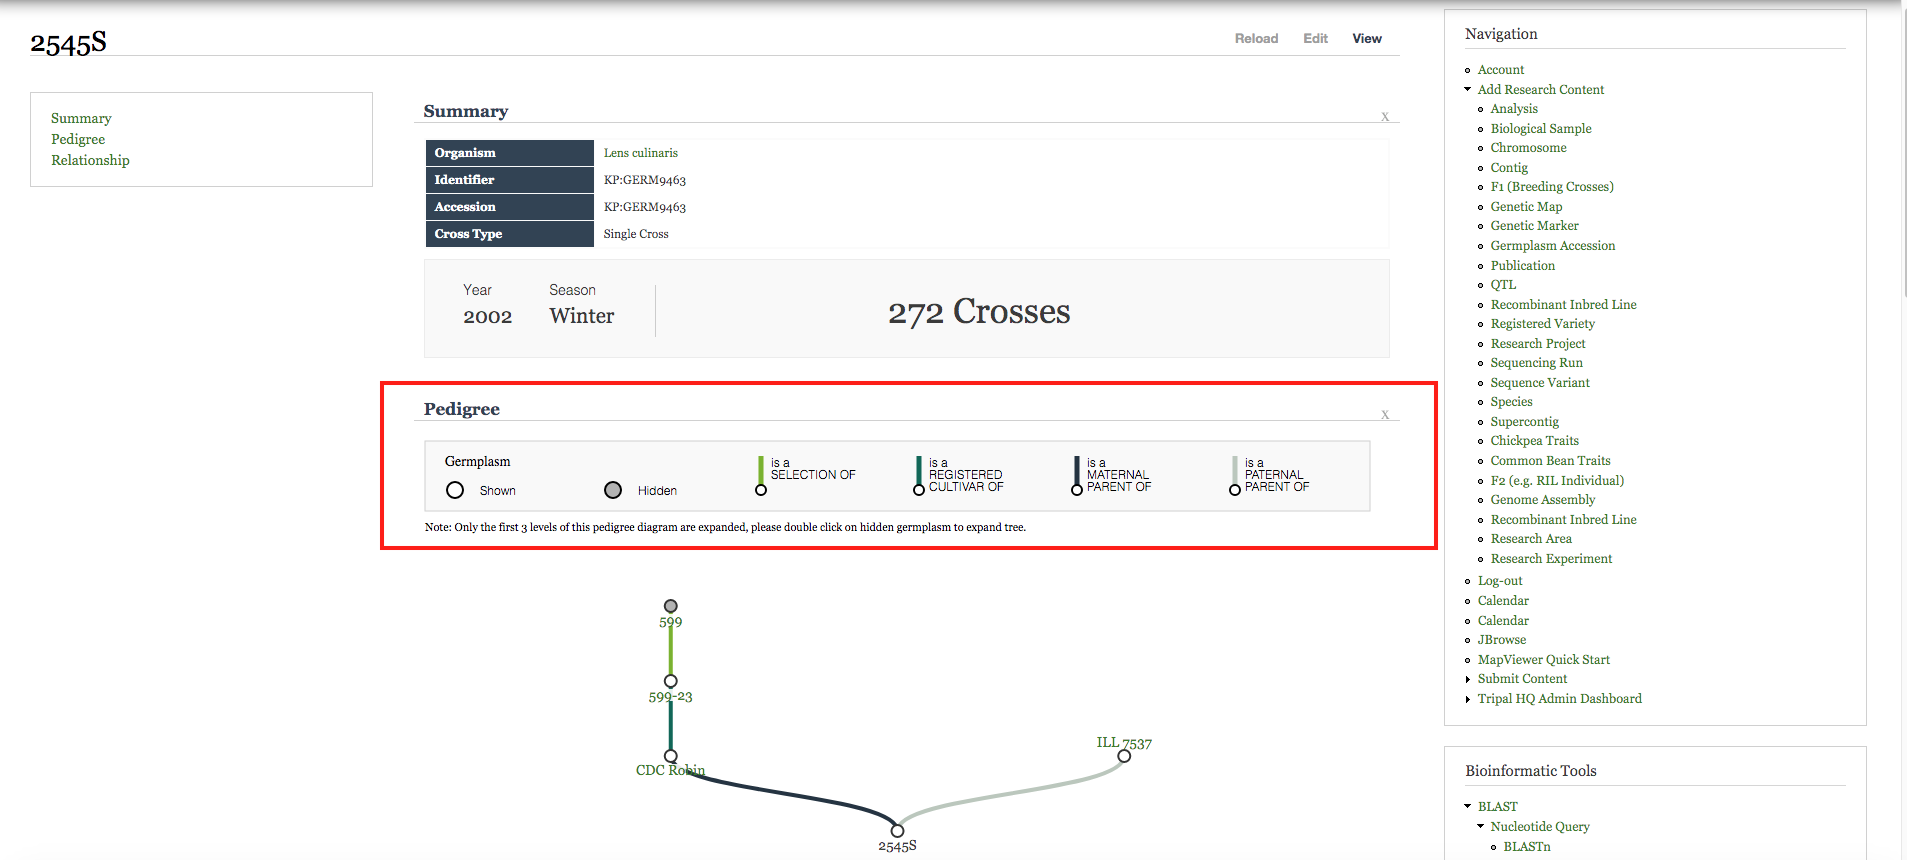 2545S
Reload Edit View
Summary
Pedigree
Relationship
Summary
X
Organism Lens culinaris
Identifier KP:GERM9463
Accession KP:GERM9463
Cross Type Single Cross
Year Season
2002 Winter
272 Crosses
Pedigree
X
Germplasm
Shown Hidden
is a
SELECTION OF
is a
REGISTERED
CULTIVAR OF
is a
MATERNAL
PARENT OF
is a
PATERNAL
PARENT OF
Note: Only the first 3 levels of this pedigree diagram are expanded, please double click on hidden germplasm to expand tree.
599
599-23
CDC Robin
ILL 7537
2545S
Navigation
Account
Add Research Content
Analysis
Biological Sample
Chromosome
Contig
F1 (Breeding Crosses)
Genetic Map
Genetic Marker
Germplasm Accession
Publication
QTL
Recombinant Inbred Line
Registered Variety
Research Project
Sequencing Run
Sequence Variant
Species
Supercontig
Chickpea Traits
Common Bean Traits
F2 (e.g. RIL Individual)
Genome Assembly
Recombinant Inbred Line
Research Area
Research Experiment
Log-out
Calendar
Calendar
JBrowse
MapViewer Quick Start
Submit Content
Tripal HQ Admin Dashboard
Bioinformatic Tools
BLAST
Nucleotide Query
BLASTn